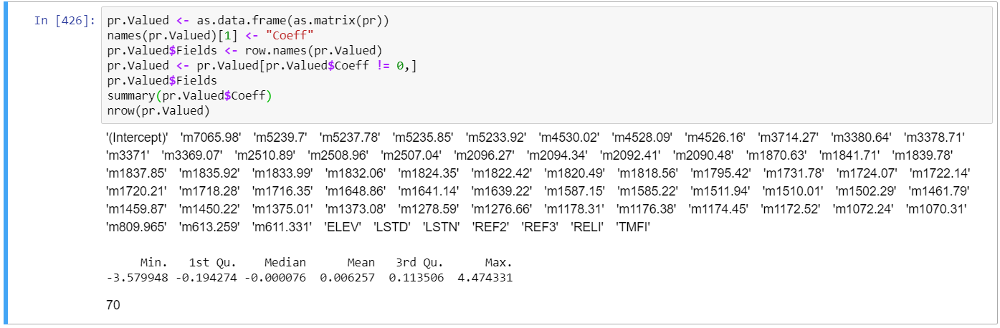 In [426]:
pr.Valued <- as.data.frame(as.matrix(pr))
names(pr.Valued)[1] <- "Coeff"
pr.Valued$Fields <- row.names(pr.Valued)
pr.Valued <- pr.Valued[pr.Valued$Coeff != 0,]
pr.Valued$Fields
summary(pr.Valued$Coeff)
nrow(pr.Valued)
'(Intercept)' 'm7065.98' 'm5239.7' 'm5237.78' 'm5235.85' 'm5233.92' 'm4530.02' 'm4528.09' 'm4526.16' 'm3714.27' 'm3380.64' 'm3378.71'
'm3371' 'm3369.07' 'm2510.89' 'm2508.96' 'm2507.04' 'm2096.27' 'm2094.34' 'm2092.41' 'm2090.48' 'm1870.63' 'm1841.71' 'm1839.78'
'm1837.85' 'm1835.92' 'm1833.99' 'm1832.06' 'm1824.35' 'm1822.42' 'm1820.49' 'm1818.56' 'm1795.42' 'm1731.78' 'm1724.07' 'm1722.14'
'm1720.21' 'm1718.28' 'm1716.35' 'm1648.86' 'm1641.14' 'm1639.22' 'm1587.15' 'm1585.22' 'm1511.94' 'm1510.01' 'm1502.29' 'm1461.79'
'm1459.87' 'm1450.22' 'm1375.01' 'm1373.08' 'm1278.59' 'm1276.66' 'm1178.31' 'm1176.38' 'm1174.45' 'm1172.52' 'm1072.24' 'm1070.31'
'm809.965' 'm613.259' 'm611.331' 'ELEV' 'LSTD' 'LSTN' 'REF2' 'REF3' 'RELI' 'TMFI'
Min. 1st Qu. Median Mean 3rd Qu. Max.
-3.579948 -0.194274 -0.000076 0.006257 0.113506 4.474331
70